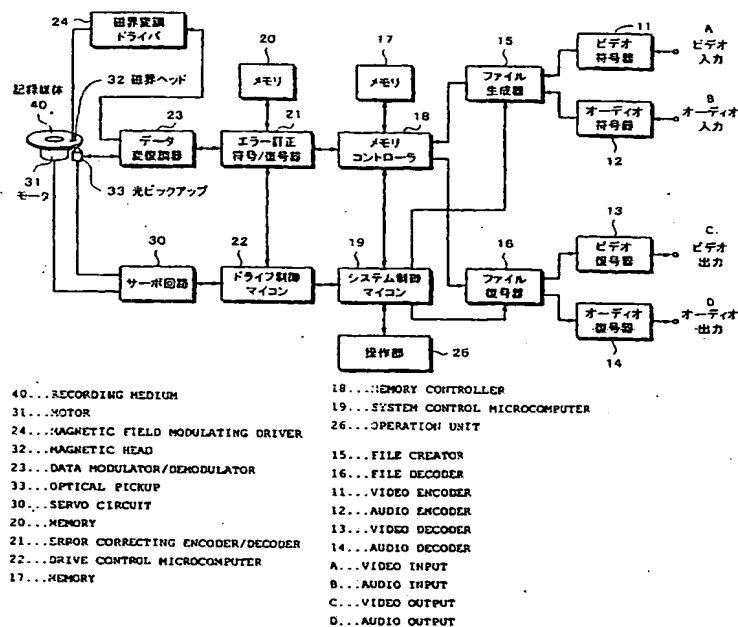 24
磁界変調
ドライバ
32 磁界ヘッド
記録媒体
40
31
モータ
33 光ピックアップ
23
データ
変復調器
20
メモリ
21
エラー訂正
符号/復号器
17
メモリ
18
メモリ
コントローラ
15
ファイル
生成器
11
ビデオ
符号器
A
ビデオ
入力
オーディオ
符号器
12
B
オーディオ
入力
30
サーボ回路
22
ドライブ制御
マイコン
19
システム制御
マイコン
16
ファイル
復号器
13
ビデオ
復号器
C.
ビデオ
出力
オーディオ
復号器
14
D
オーディオ
出力
操作部
26
40...RECORDING MEDIUM
31...MOTOR
24...MAGNETIC FIELD MODULATING DRIVER
32...MAGNETIC HEAD
23...DATA MODULATOR/DEMODULATOR
33...OPTICAL PICKUP
30...SERVO CIRCUIT
20...MEMORY
21...ERROR CORRECTING ENCODER/DECODER
22...DRIVE CONTROL MICROCOMPUTER
17...MEMORY
18...MEMORY CONTROLLER
19...SYSTEM CONTROL MICROCOMPUTER
26...OPERATION UNIT
15...FILE CREATOR
16...FILE DECODER
11...VIDEO ENCODER
12...AUDIO ENCODER
13...VIDEO DECODER
14...AUDIO DECODER
A...VIDEO INPUT
B...AUDIO INPUT
C...VIDEO OUTPUT
D...AUDIO OUTPUT